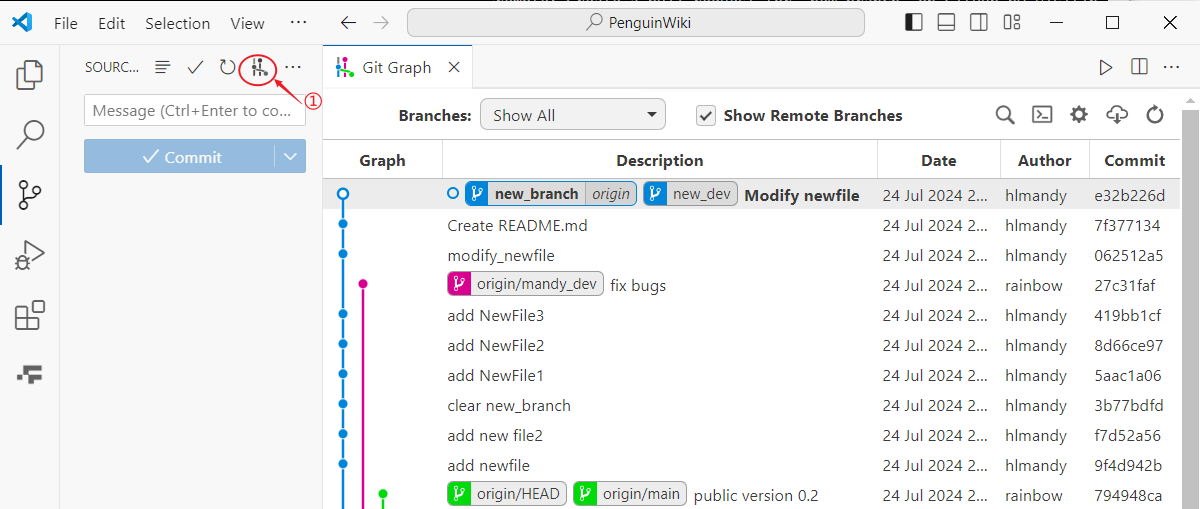 File Edit Selection View ··· PenguinWiki
SOURC... ···
①
Message (Ctrl+Enter to co...
Commit
Git Graph
Branches: Show All Show Remote Branches
Graph Description Date Author Commit
new_branch origin new_dev Modify newfile 24 Jul 2024 2... hlmandy e32b226d
Create README.md 24 Jul 2024 2... hlmandy 7f377134
modify_newfile 24 Jul 2024 2... hlmandy 062512a5
origin/mandy_dev fix bugs 24 Jul 2024 2... rainbow 27c31faf
add NewFile3 24 Jul 2024 2... hlmandy 419bb1cf
add NewFile2 24 Jul 2024 2... hlmandy 8d66ce97
add NewFile1 24 Jul 2024 2... hlmandy 5aac1a06
clear new_branch 24 Jul 2024 2... hlmandy 3b77bdfd
add new file2 24 Jul 2024 2... hlmandy f7d52a56
add newfile 24 Jul 2024 2... hlmandy 9f4d942b
origin/HEAD origin/main public version 0.2 24 Jul 2024 2... rainbow 794948ca